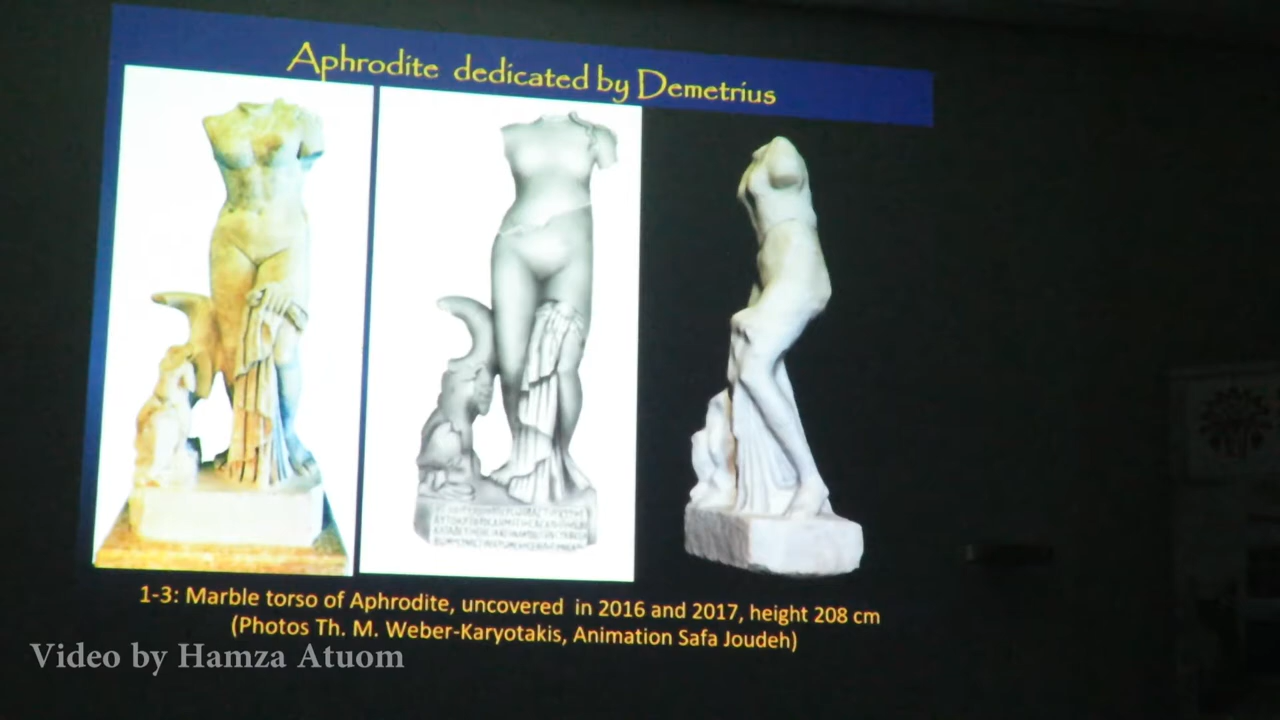 Aphrodite dedicated by Demetrius
1-3: Marble torso of Aphrodite, uncovered in 2016 and 2017, height 208 cm
(Photos Th. M. Weber-Karyotakis, Animation Safa Joudeh)
Video by Hamza Atuom